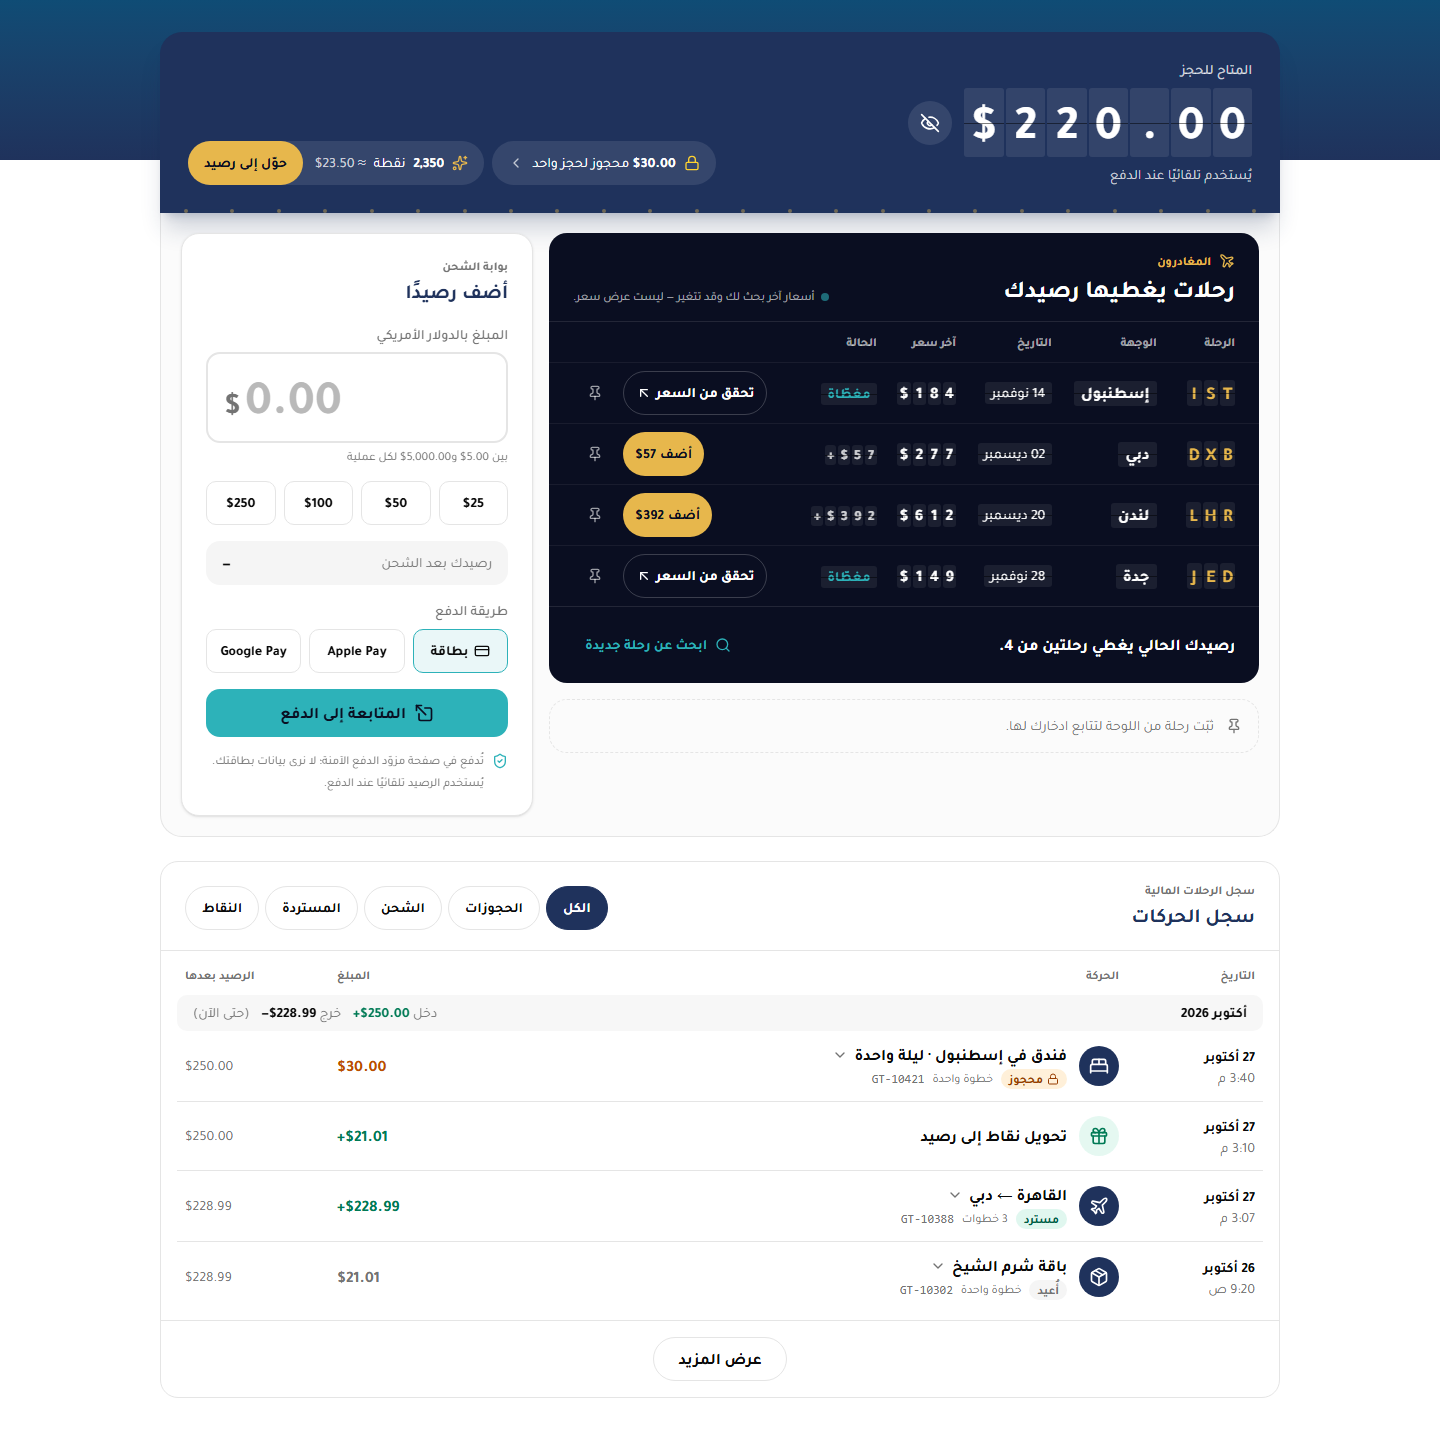 المتاح للحجز
$220.00
يُستخدم تلقائيًا عند الدفع
$30.00 محجوز لحجز واحد
2,350 نقطة ≈ $23.50
حوّل إلى رصيد
المغادرون
رحلات يغطيها رصيدك
أسعار آخر بحث لك وقد تتغير – ليست عرض سعر.
الرحلة الوجهة التاريخ آخر سعر الحالة
IST إسطنبول 14 نوفمبر $184 مغطّاة تحقق من السعر
DXB دبي 02 ديسمبر $277 +$57 أضف $57
LHR لندن 20 ديسمبر $612 +$392 أضف $392
JED جدة 28 نوفمبر $149 مغطّاة تحقق من السعر
رصيدك الحالي يغطي رحلتين من 4.
ابحث عن رحلة جديدة
ثبّت رحلة من اللوحة لتتابع ادخارك لها.
بوابة الشحن
أضف رصيدًا
المبلغ بالدولار الأمريكي
$0.00
بين $5.00 و$5,000.00 لكل عملية
$25 $50 $100 $250
رصيدك بعد الشحن –
طريقة الدفع
بطاقة Apple Pay Google Pay
المتابعة إلى الدفع
تُدفع في صفحة مزوّد الدفع الآمنة؛ لا نرى بيانات بطاقتك.
يُستخدم الرصيد تلقائيًا عند الدفع.
سجل الرحلات المالية
سجل الحركات
الكل الحجوزات الشحن المستردة النقاط
التاريخ الحركة المبلغ الرصيد بعدها
أكتوبر 2026 دخل +$250.00 خرج –$228.99 (حتى الآن)
27 أكتوبر فندق في إسطنبول · ليلة واحدة $30.00 $250.00
3:40 م محجوز خطوة واحدة GT-10421
27 أكتوبر تحويل نقاط إلى رصيد +$21.01 $250.00
3:10 م
27 أكتوبر القاهرة ← دبي +$228.99 $228.99
3:07 م مسترد 3 خطوات GT-10388
26 أكتوبر باقة شرم الشيخ $21.01 $228.99
9:20 ص أُعيد خطوة واحدة GT-10302
عرض المزيد